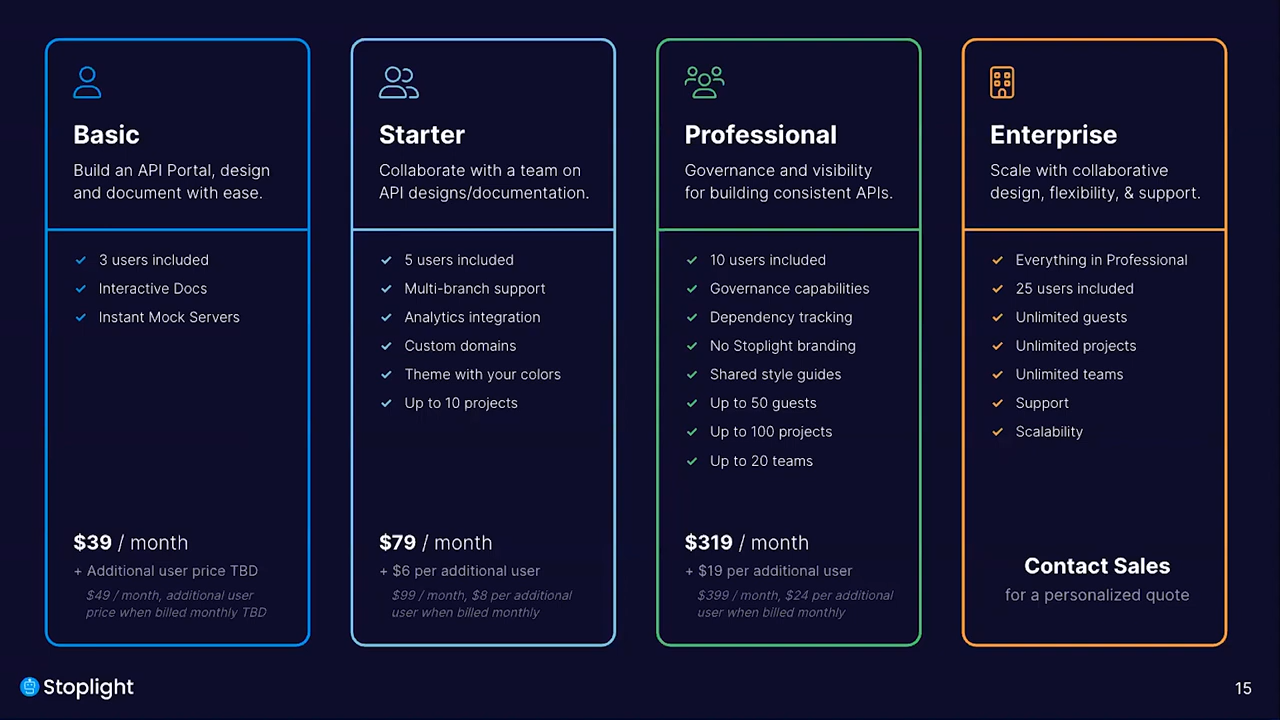 Basic
Build an API Portal, design
and document with ease.
3 users included
Interactive Docs
Instant Mock Servers
$39 / month
+ Additional user price TBD
$49 / month, additional user
price when billed monthly TBD
Starter
Collaborate with a team on
API designs/documentation.
5 users included
Multi-branch support
Analytics integration
Custom domains
Theme with your colors
Up to 10 projects
$79 / month
+ $6 per additional user
$99 / month, $8 per additional
user when billed monthly
Professional
Governance and visibility
for building consistent APIs.
10 users included
Governance capabilities
Dependency tracking
No Stoplight branding
Shared style guides
Up to 50 guests
Up to 100 projects
Up to 20 teams
$319 / month
+ $19 per additional user
$399 / month, $24 per additional
user when billed monthly
Enterprise
Scale with collaborative
design, flexibility, & support.
Everything in Professional
25 users included
Unlimited guests
Unlimited projects
Unlimited teams
Support
Scalability
Contact Sales
for a personalized quote
Stoplight
15